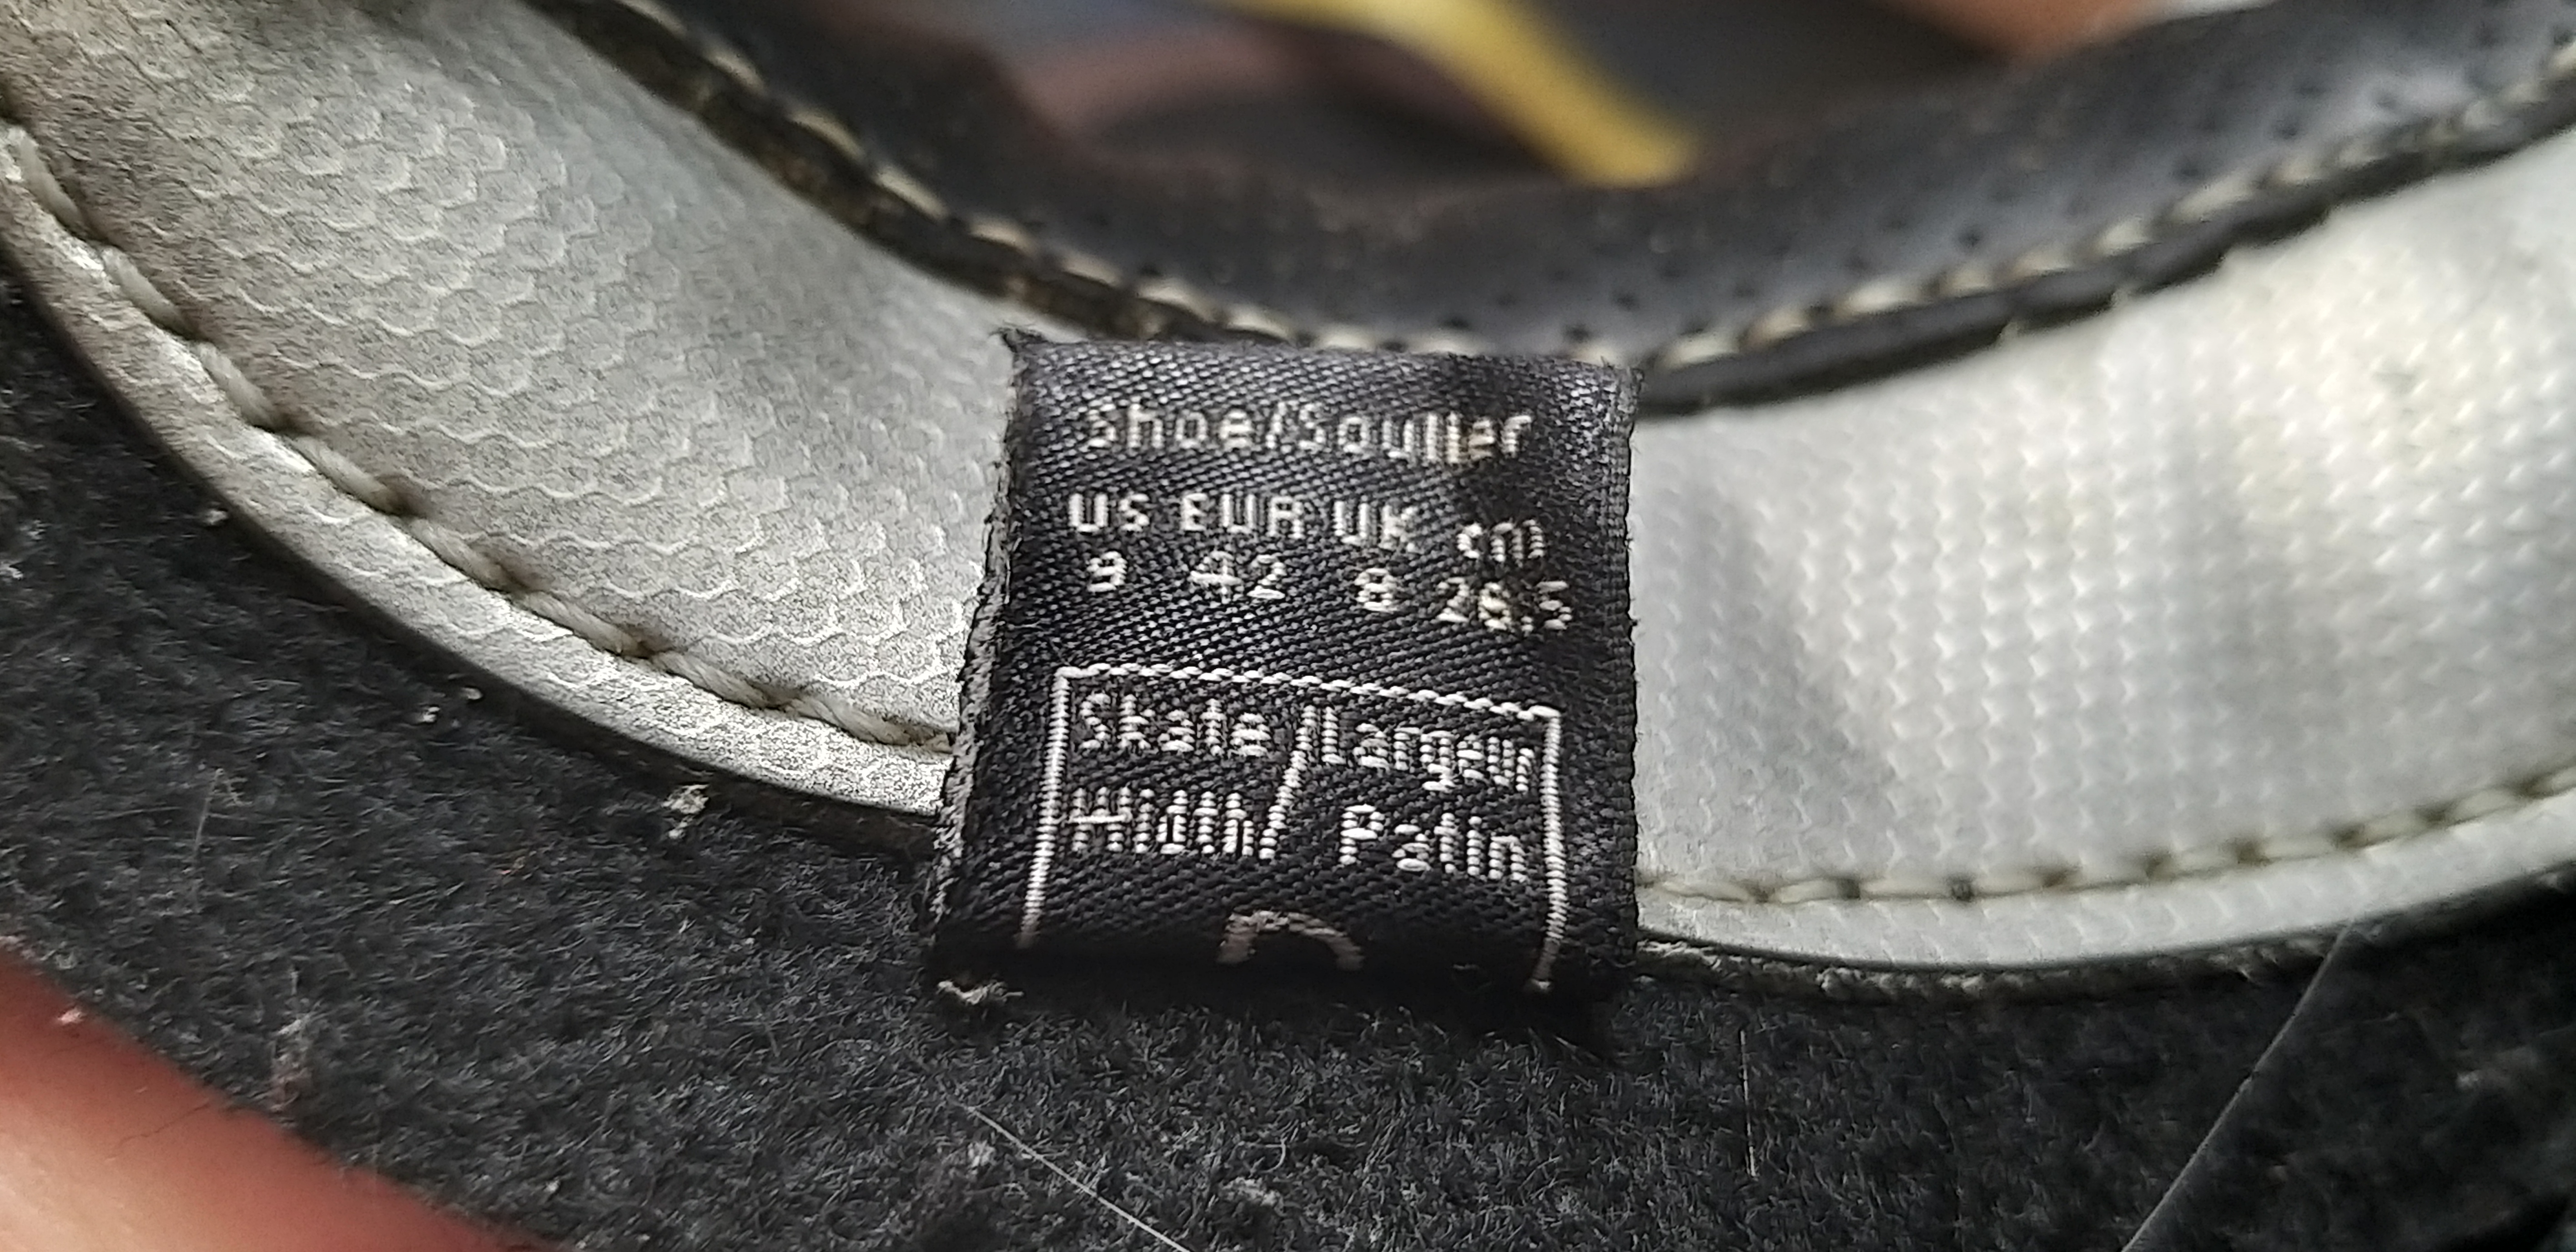 shoe/Soulier
US EUR UK cm
9 42 8 26.5
Skate/Largeur
Width/ Patin